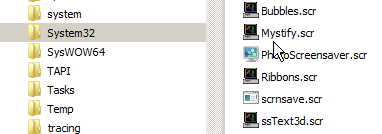 system
System32
SysWOW64
TAPI
Tasks
Temp
tracing
Bubbles.scr
Mystify.scr
PhotoScreensaver.scr
Ribbons.scr
scrnsave.scr
ssText3d.scr